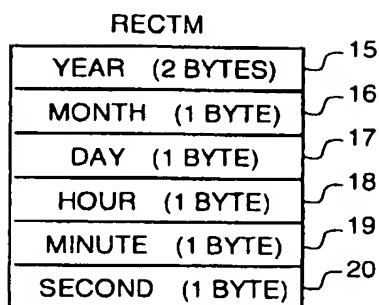 RECTM
YEAR (2 BYTES) 15
MONTH (1 BYTE) 16
DAY (1 BYTE) 17
HOUR (1 BYTE) 18
MINUTE (1 BYTE) 19
SECOND (1 BYTE) 20